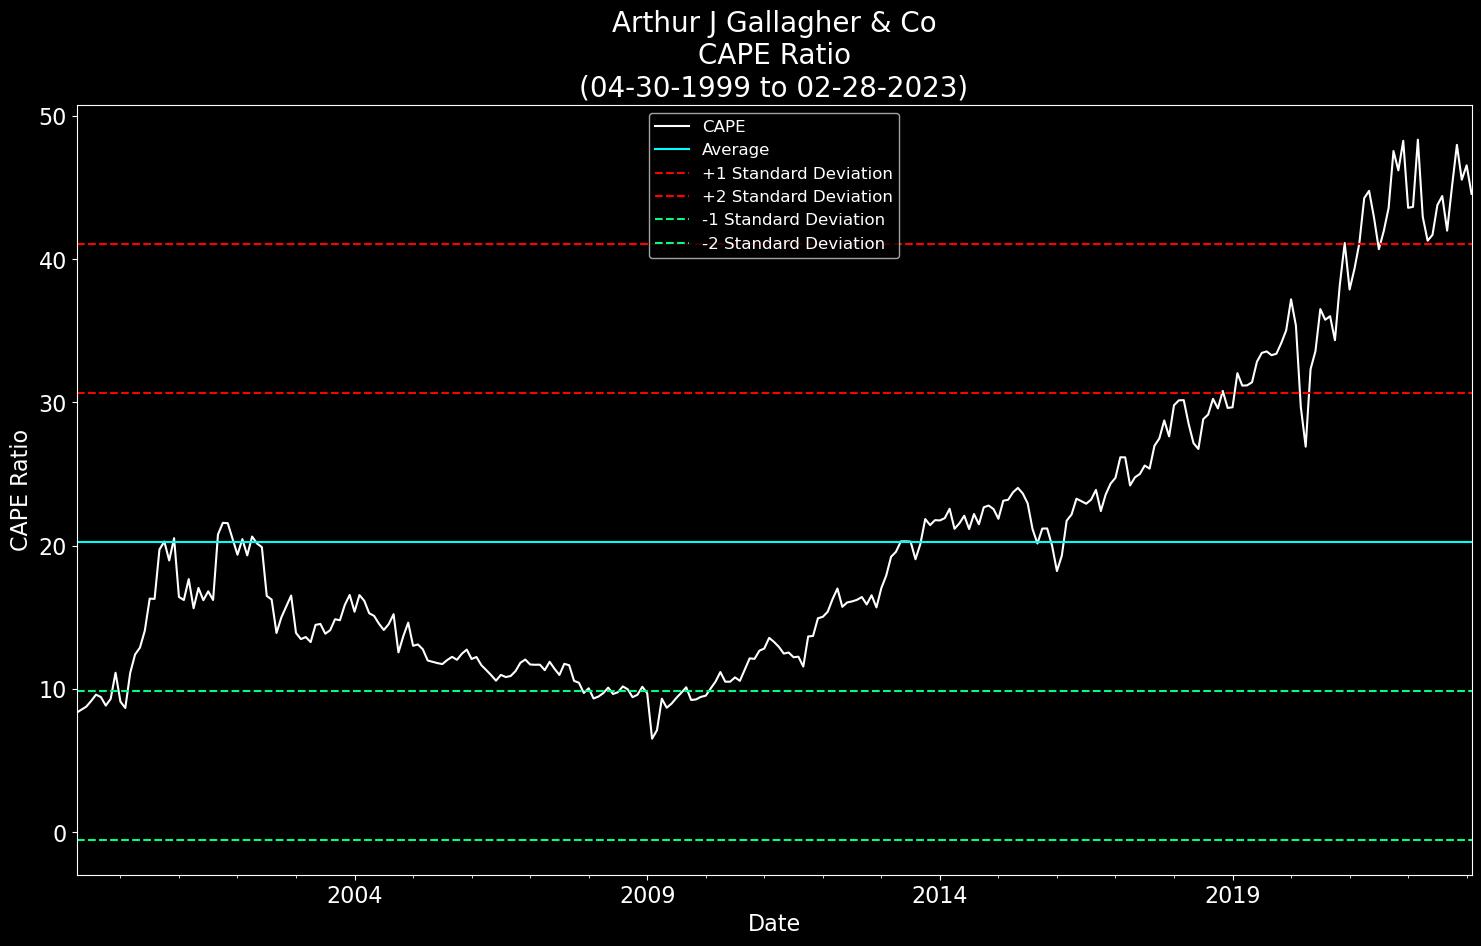 Arthur J Gallagher & Co
CAPE Ratio
(04-30-1999 to 02-28-2023)
CAPE
Average
+1 Standard Deviation
+2 Standard Deviation
-1 Standard Deviation
-2 Standard Deviation
50
40
30
20
10
0
CAPE Ratio
2004
2009
2014
2019
Date